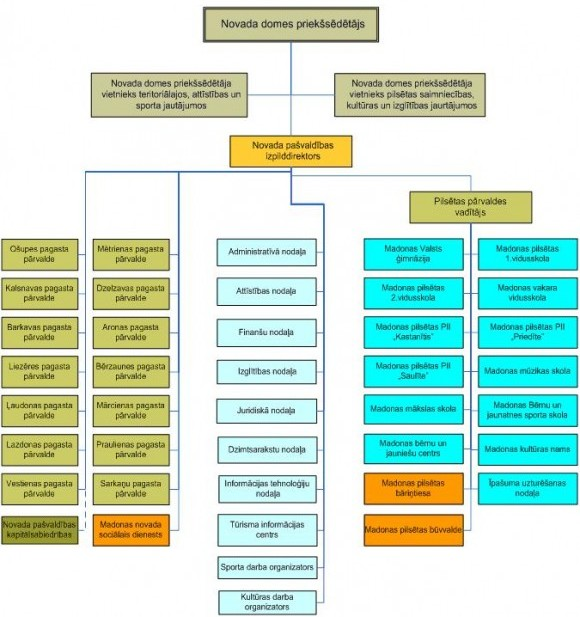 Novada domes priekšsēdētājs
Novada domes priekšsēdētāja
vietnieks teritoriālajos, attīstības un
sporta jautājumos
Novada domes priekšsēdētāja
vietnieks pilsētas saimniecības,
kultūras un izglītības jaurtājumos
Novada pašvaldības
izpilddirektors
Pilsētas pārvaldes
vadītājs
Ošupes pagasta
pārvalde
Kalsnavas pagasta
pārvalde
Barkavas pagasta
pārvalde
Liezēres pagasta
pārvalde
Ļaudonas pagasta
pārvalde
Lazdonas pagasta
pārvalde
Vestienas pagasta
pārvalde
Novada pašvaldības
kapitālsabiedrības
Mētrienas pagasta
pārvalde
Dzelzavas pagasta
pārvalde
Aronas pagasta
pārvalde
Bērzaunes pagasta
pārvalde
Mārcienas pagasta
pārvalde
Praulienas pagasta
pārvalde
Sarkaņu pagasta
pārvalde
Madonas novada
sociālais dienests
Administratīvā nodaļa
Attīstības nodaļa
Finanšu nodaļa
Izglītības nodaļa
Juridiskā nodaļa
Dzimtsarakstu nodaļa
Informācijas tehnoloģiju
nodaļa
Tūrisma informācijas
centrs
Sporta darba organizators
Kultūras darba
organizators
Madonas Valsts
ģimnāzija
Madonas pilsētas
2.vidusskola
Madonas pilsētas PII
„Kastanītis”
Madonas pilsētas PII
„Saulīte”
Madonas mākslas skola
Madonas bērnu un
jauniešu centrs
Madonas pilsētas
bāriņtiesa
Madonas pilsētas būvvalde
Madonas pilsētas
1.vidusskola
Madonas vakara
vidusskola
Madonas pilsētas PII
„Priedīte”
Madonas mūzikas skola
Madonas Bērnu un
jaunatnes sporta skola
Madonas kultūras nams
Īpašuma uzturēšanas
nodaļa